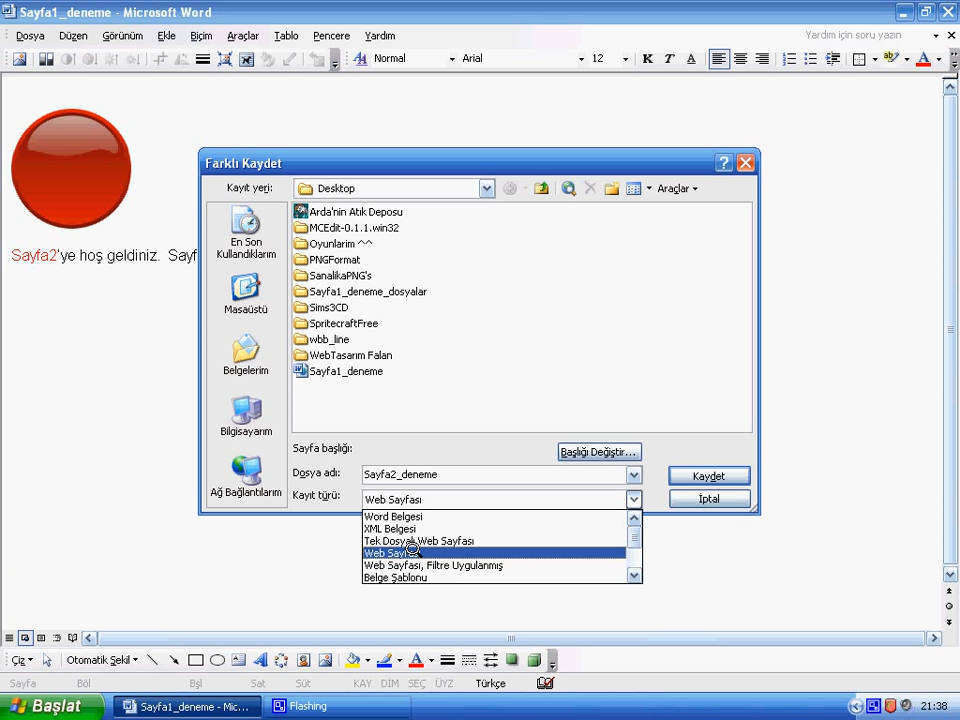 Sayfa1_deneme - Microsoft Word
Dosya Düzen Görünüm Ekle Biçim Araçlar Tablo Pencere Yardım Yardım için soru yazın
Normal Arial 12 K T A
Sayfa2'ye hoş geldiniz. Sayf
Farklı Kaydet
Kayıt yeri: Desktop Araçlar
En Son Kullandıklarım
Masaüstü
Belgelerim
Bilgisayarım
Ağ Bağlantılarım
Arda'nin Atık Deposu
MCEdit-0.1.1.win32
Oyunlarim ^^
PNGFormat
SanalikaPNG's
Sayfa1_deneme_dosyalar
Sims3CD
SpritecraftFree
wbb_line
WebTasarım Falan
Sayfa1_deneme
Sayfa başlığı: Başlığı Değiştir...
Dosya adı: Sayfa2_deneme Kaydet
Kayıt türü: Web Sayfası İptal
Word Belgesi
XML Belgesi
Tek Dosyalı Web Sayfası
Web Sayfası
Web Sayfası, Filtre Uygulanmış
Belge Şablonu
Çiz Otomatik Şekil
Sayfa Böl Bşl Sat Süt KAY DİM SEÇ ÜYZ Türkçe
Başlat Sayfa1_deneme - Mic... Flashing 21:38